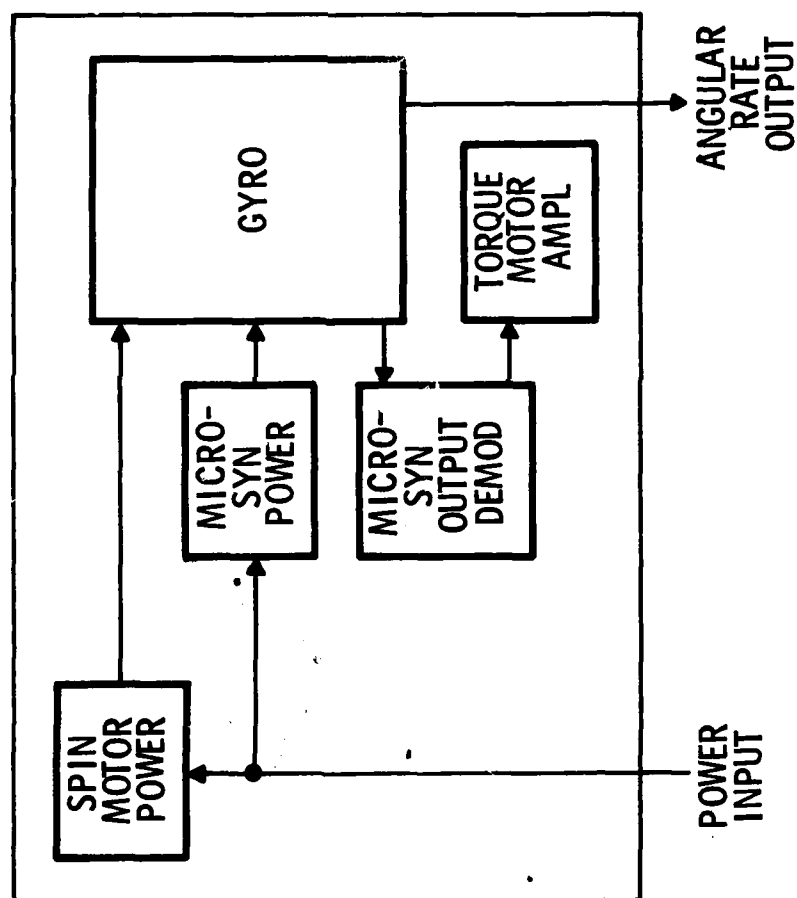 SPIN
MOTOR
POWER
MICRO-
SYN
POWER
GYRO
MICRO-
SYN
OUTPUT
DEMOD
TORQUE
MOTOR
AMPL
POWER
INPUT
ANGULAR
RATE
OUTPUT